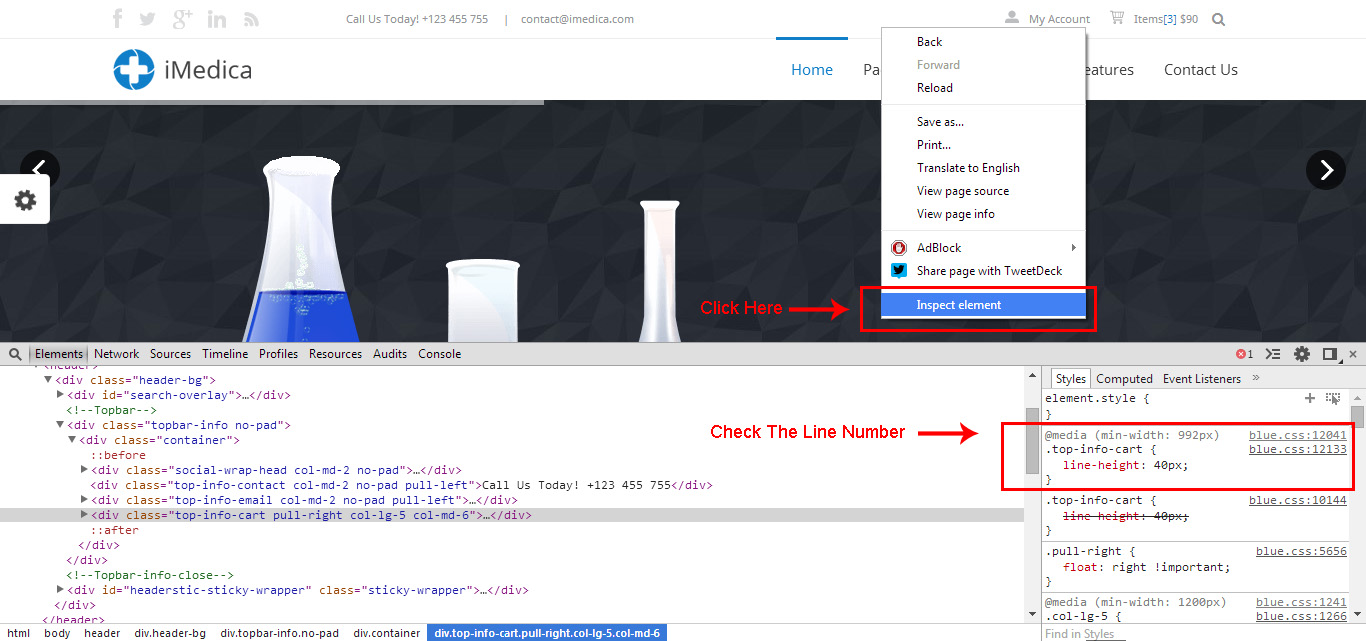 Call Us Today! +123 455 755 | contact@imedica.com
My Account Items[3] $90
iMedica
Home Pa eatures Contact Us
Back
Forward
Reload
Save as...
Print...
Translate to English
View page source
View page info
AdBlock
Share page with TweetDeck
Inspect element
Click Here
Elements Network Sources Timeline Profiles Resources Audits Console 1
<header>
<div class="header-bg">
<div id="search-overlay">…</div>
<!--Topbar-->
<div class="topbar-info no-pad">
<div class="container">
::before
<div class="social-wrap-head col-md-2 no-pad">…</div>
<div class="top-info-contact col-md-2 no-pad pull-left">Call Us Today! +123 455 755</div>
<div class="top-info-email col-md-2 no-pad pull-left">…</div>
<div class="top-info-cart pull-right col-lg-5 col-md-6">…</div>
::after
</div>
</div>
<!--Topbar-info-close-->
<div id="headerstic-sticky-wrapper" class="sticky-wrapper">…</div>
</div>
</header>
Check The Line Number
Styles Computed Event Listeners »
element.style {
}
@media (min-width: 992px) blue.css:12041
.top-info-cart { blue.css:12133
line-height: 40px;
}
.top-info-cart { blue.css:10144
line-height: 40px;
}
.pull-right { blue.css:5656
float: right !important;
}
@media (min-width: 1200px) blue.css:1241
.col-lg-5 { blue.css:1266
Find in Styles
html body header div.header-bg div.topbar-info.no-pad div.container div.top-info-cart.pull-right.col-lg-5.col-md-6